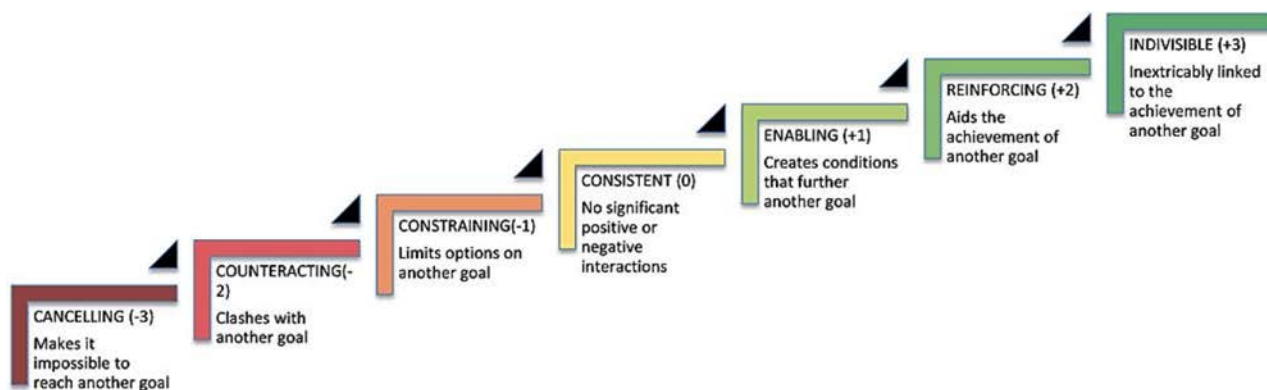 CANCELLING (-3)
Makes it
impossible to
reach another goal
COUNTERACTING(-
2)
Clashes with
another goal
CONSTRAINING(-1)
Limits options on
another goal
CONSISTENT (0)
No significant
positive or
negative
interactions
ENABLING (+1)
Creates conditions
that further
another goal
REINFORCING (+2)
Aids the
achievement of
another goal
INDIVISIBLE (+3)
Inextricably linked
to the
achievement of
another goal